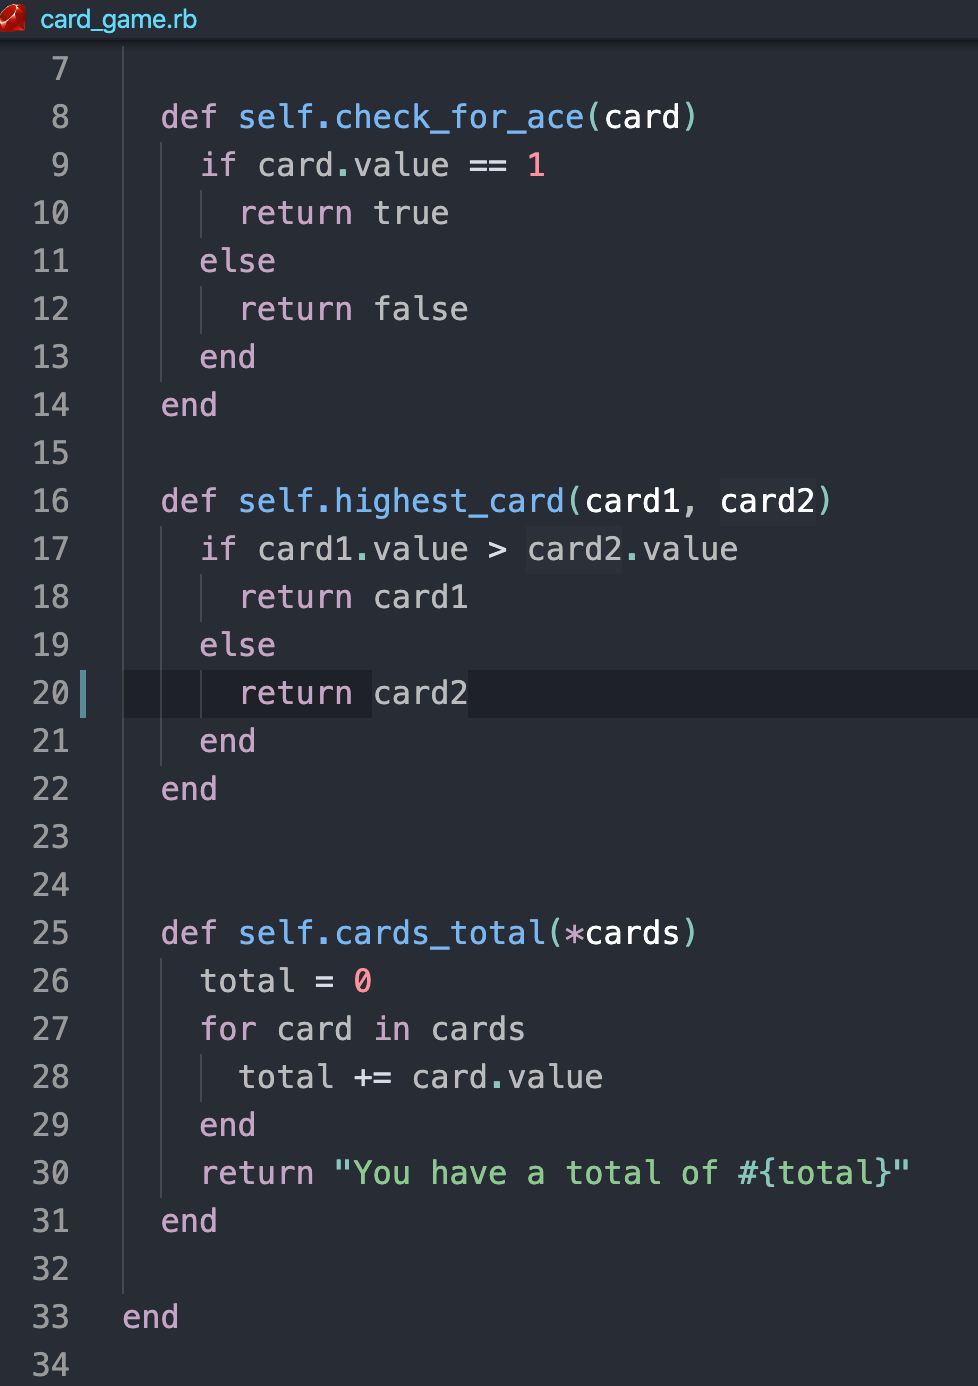 card_game.rb
7
8 def self.check_for_ace(card)
9 if card.value == 1
10 return true
11 else
12 return false
13 end
14 end
15
16 def self.highest_card(card1, card2)
17 if card1.value > card2.value
18 return card1
19 else
20 return card2
21 end
22 end
23
24
25 def self.cards_total(*cards)
26 total = 0
27 for card in cards
28 total += card.value
29 end
30 return "You have a total of #{total}"
31 end
32
33 end
34